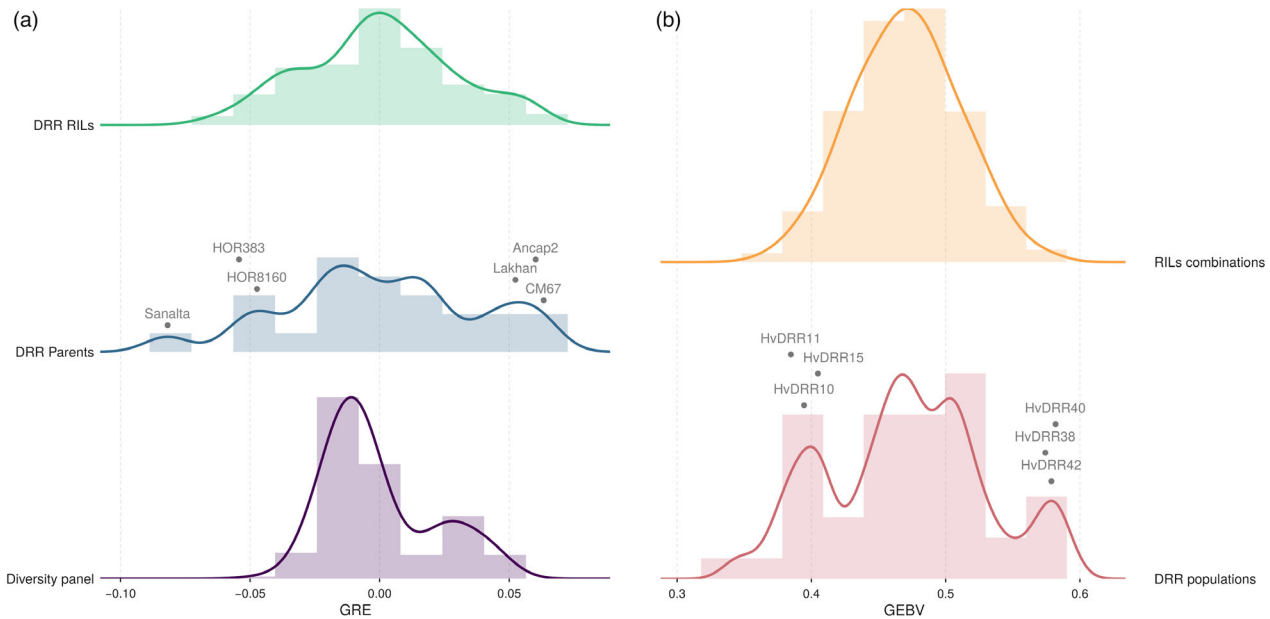 (a)
DRR RILs
HOR383
HOR8160
Sanalta
Ancap2
Lakhan
CM67
DRR Parents
Diversity panel
−0.10
−0.05
0.00
0.05
GRE
(b)
RILs combinations
HvDRR11
HvDRR15
HvDRR10
HvDRR40
HvDRR38
HvDRR42
DRR populations
0.3
0.4
0.5
0.6
GEBV